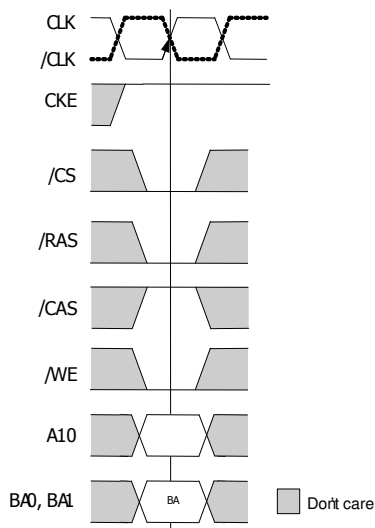 CLK
/CLK
CKE
/CS
/RAS
/CAS
/WE
A10
BA0, BA1
BA
Don't care